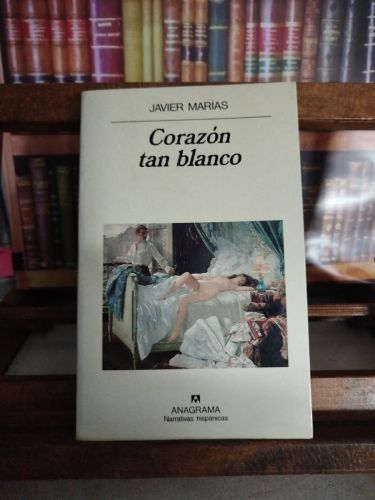 JAVIER MARÍAS
Corazón
tan blanco
ANAGRAMA
Narrativas hispánicas